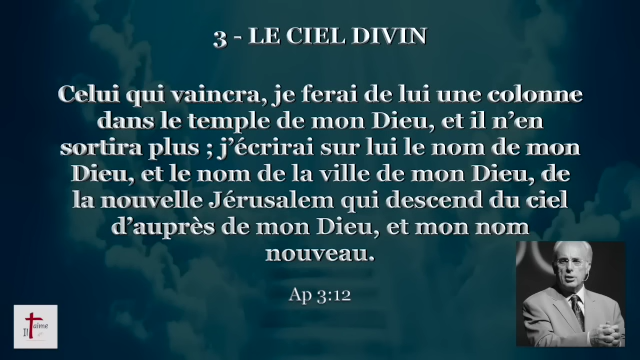 3 - LE CIEL DIVIN
Celui qui vaincra, je ferai de lui une colonne
dans le temple de mon Dieu, et il n’en
sortira plus ; j’écrirai sur lui le nom de mon
Dieu, et le nom de la ville de mon Dieu, de
la nouvelle Jérusalem qui descend du ciel
d’auprès de mon Dieu, et mon nom
nouveau.
Ap 3:12
Il t'aime